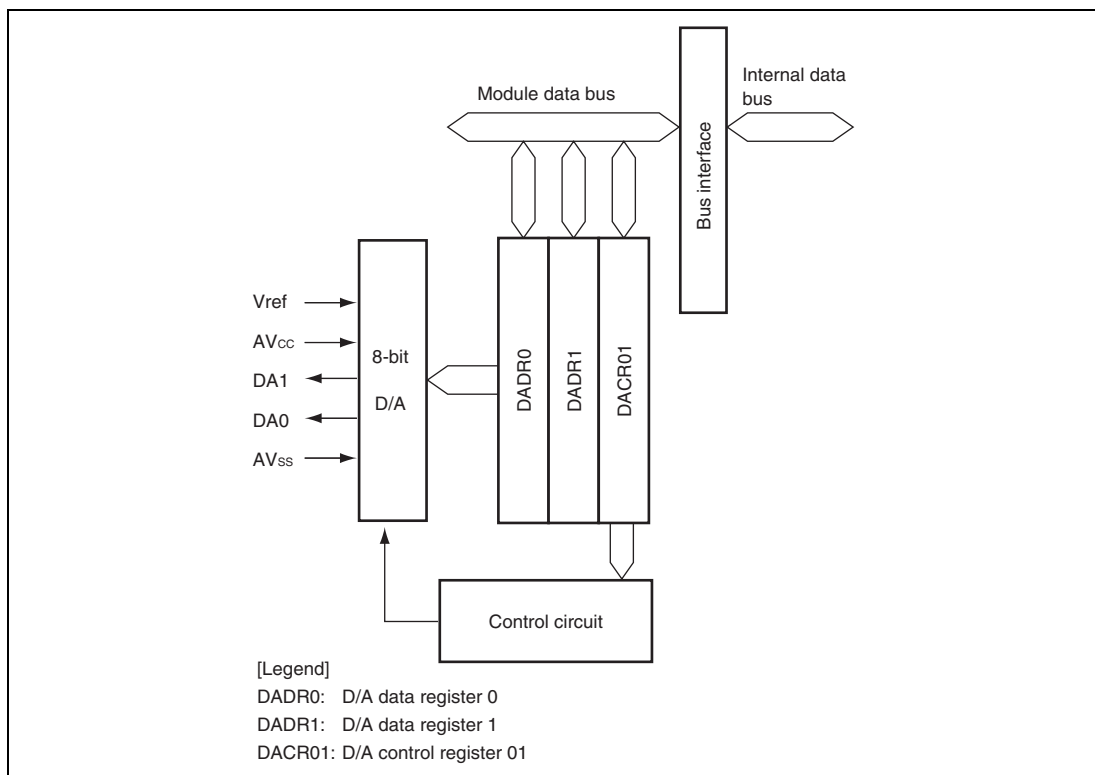 Module data bus
Internal data
bus
Bus interface
Vref
AVcc
DA1
DA0
AVss
8-bit
D/A
DADR0
DADR1
DACR01
Control circuit
[Legend]
DADR0: D/A data register 0
DADR1: D/A data register 1
DACR01: D/A control register 01